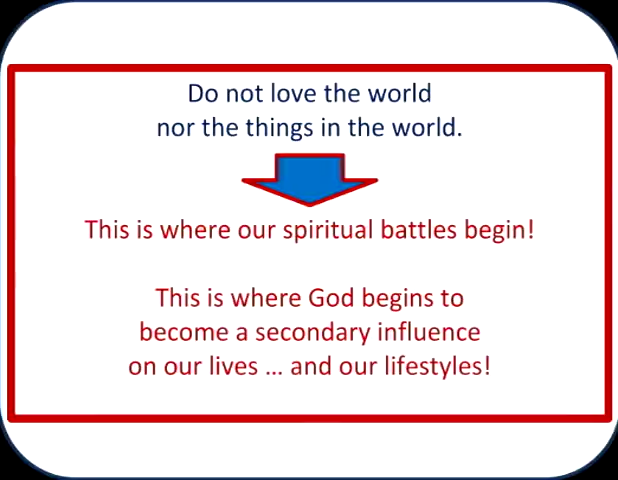 Do not love the world
nor the things in the world.
This is where our spiritual battles begin!
This is where God begins to
become a secondary influence
on our lives ... and our lifestyles!